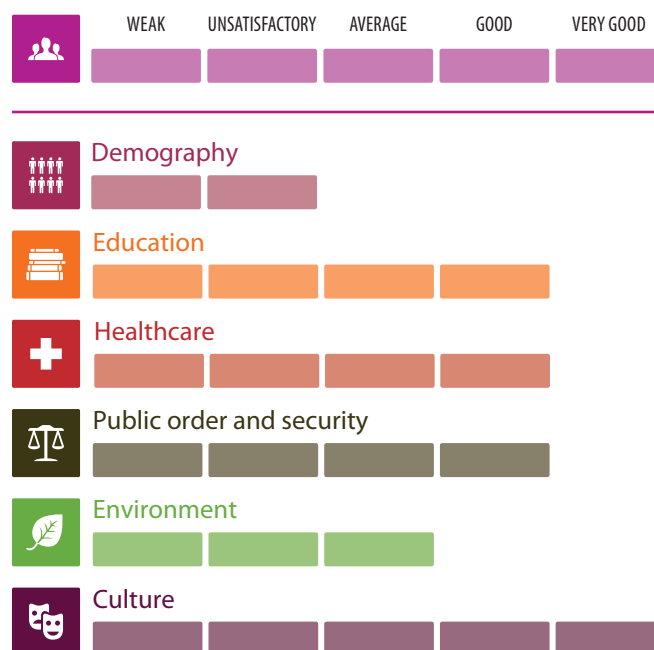 WEAK UNSATISFACTORY AVERAGE GOOD VERY GOOD
Demography
Education
Healthcare
Public order and security
Environment
Culture